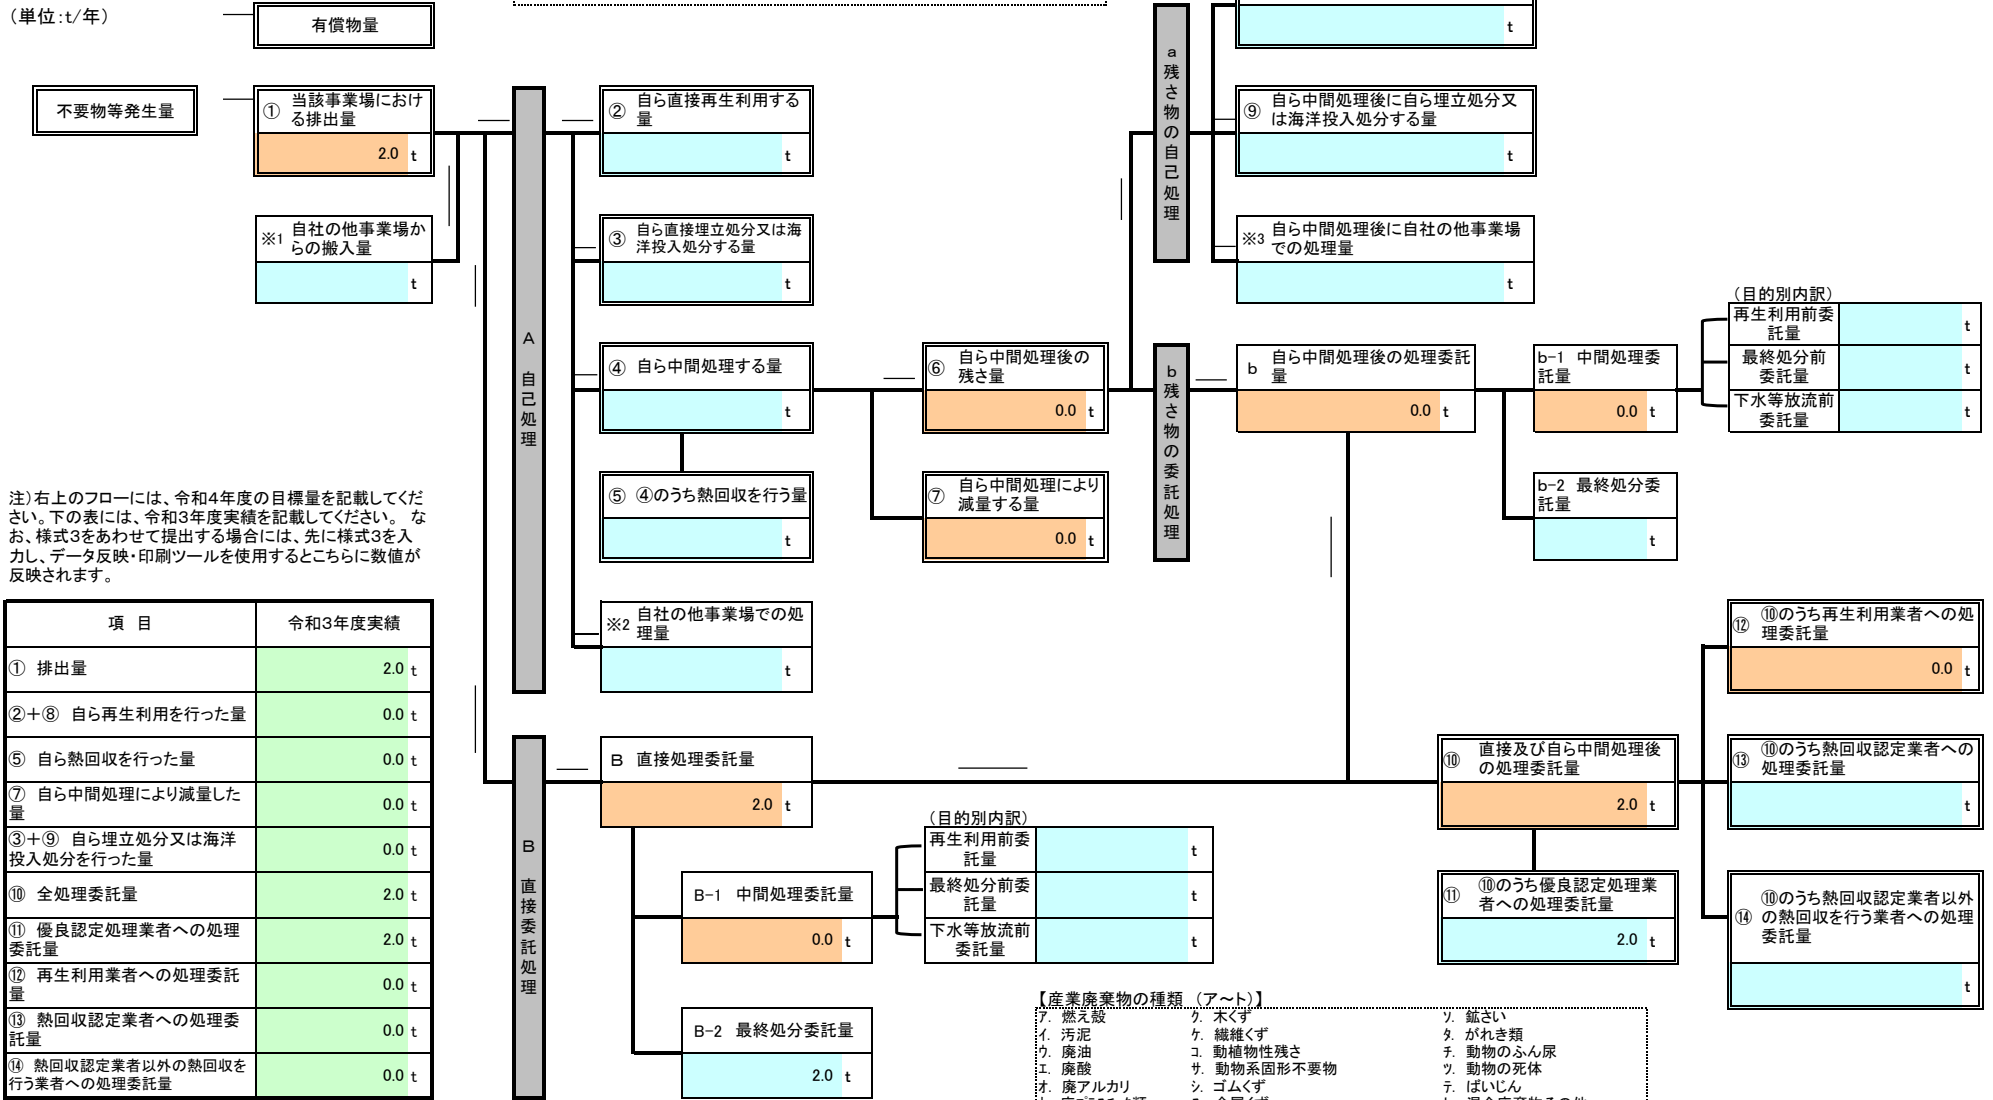 (単位:t/年)
有償物量
t
不要物等発生量
① 当該事業場におけ
る排出量
2.0 t
※1 自社の他事業場か
らの搬入量
t
A 自己処理
② 自ら直接再生利用する
量
t
③ 自ら直接埋立処分又は海
洋投入処分する量
t
④ 自ら中間処理する量
t
⑤ ④のうち熱回収を行う量
t
※2 自社の他事業場での処
理量
t
⑥ 自ら中間処理後の
残さ量
0.0 t
⑦ 自ら中間処理により
減量する量
0.0 t
a 残さ物の自己処理
⑨ 自ら中間処理後に自ら埋立処分又
は海洋投入処分する量
t
※3 自ら中間処理後に自社の他事業場
での処理量
t
b 残さ物の委託処理
b 自ら中間処理後の処理委託
量
0.0 t
b-1 中間処理委
託量
0.0 t
b-2 最終処分委
託量
t
(目的別内訳)
再生利用前委
託量
t
最終処分前
委託量
t
下水等放流前
委託量
t
注)右上のフローには、令和4年度の目標量を記載してくだ
さい。下の表には、令和3年度実績を記載してください。 な
お、様式3をあわせて提出する場合には、先に様式3を入
力し、データ反映・印刷ツールを使用するとこちらに数値が
反映されます。
項 目 令和3年度実績
① 排出量 2.0 t
②+⑧ 自ら再生利用を行った量 0.0 t
⑤ 自ら熱回収を行った量 0.0 t
⑦ 自ら中間処理により減量した
量 0.0 t
③+⑨ 自ら埋立処分又は海洋
投入処分を行った量 0.0 t
⑩ 全処理委託量 2.0 t
⑪ 優良認定処理業者への処理
委託量 2.0 t
⑫ 再生利用業者への処理委託
量 0.0 t
⑬ 熱回収認定業者への処理委
託量 0.0 t
⑭ 熱回収認定業者以外の熱回収を
行う業者への処理委託量 0.0 t
B 直接委託処理
B 直接処理委託量
2.0 t
B-1 中間処理委託量
0.0 t
B-2 最終処分委託量
2.0 t
(目的別内訳)
再生利用前委
託量
t
最終処分前委
託量
t
下水等放流前
委託量
t
⑩ 直接及び自ら中間処理後
の処理委託量
2.0 t
⑪ ⑩のうち優良認定処理業
者への処理委託量
2.0 t
⑫ ⑩のうち再生利用業者への処
理委託量
0.0 t
⑬ ⑩のうち熱回収認定業者への
処理委託量
t
⑭ ⑩のうち熱回収認定業者以外
の熱回収を行う業者への処理
委託量
t
【産業廃棄物の種類 (ア~ト)】
ア. 燃え殻 ク. 木くず ソ. 鉱さい
イ. 汚泥 ケ. 繊維くず タ. がれき類
ウ. 廃油 コ. 動植物性残さ チ. 動物のふん尿
エ. 廃酸 サ. 動物系固形不要物 ツ. 動物の死体
オ. 廃アルカリ シ. ゴムくず テ. ばいじん